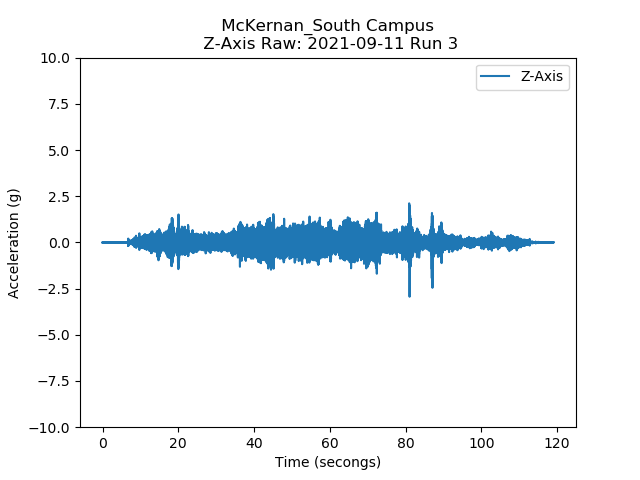 McKernan_South Campus
Z-Axis Raw: 2021-09-11 Run 3
Z-Axis
10.0
7.5
5.0
2.5
0.0
−2.5
−5.0
−7.5
−10.0
Acceleration (g)
0 20 40 60 80 100 120
Time (secongs)